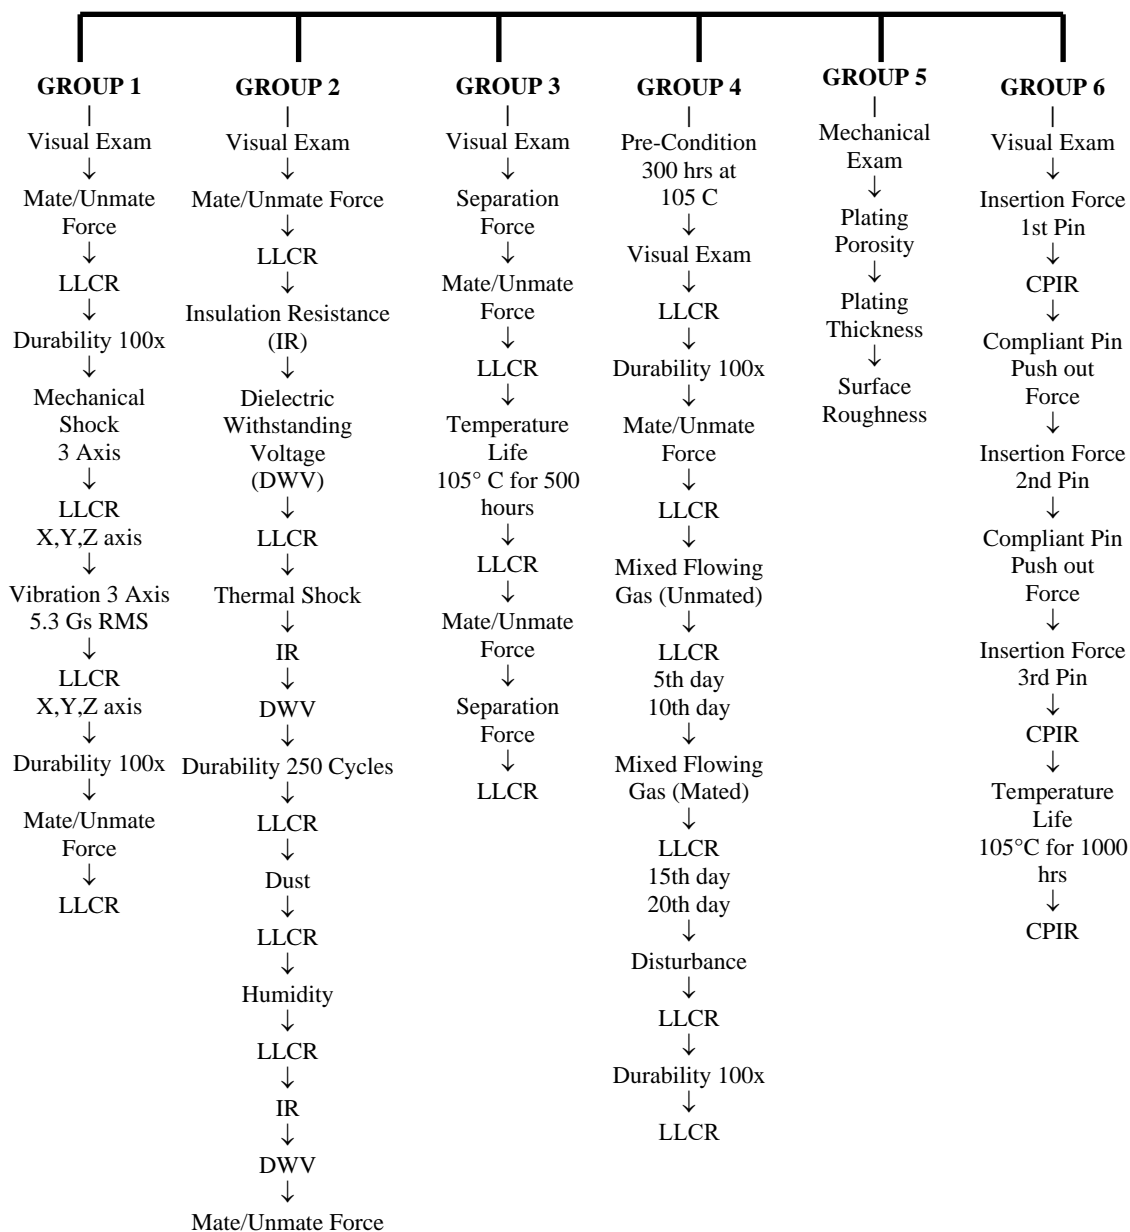 GROUP 1
|
Visual Exam
↓
Mate/Unmate
Force
↓
LLCR
↓
Durability 100x
↓
Mechanical
Shock
3 Axis
↓
LLCR
X,Y,Z axis
↓
Vibration 3 Axis
5.3 Gs RMS
↓
LLCR
X,Y,Z axis
↓
Durability 100x
↓
Mate/Unmate
Force
↓
LLCR
GROUP 2
|
Visual Exam
↓
Mate/Unmate Force
↓
LLCR
↓
Insulation Resistance
(IR)
↓
Dielectric
Withstanding
Voltage
(DWV)
↓
LLCR
↓
Thermal Shock
↓
IR
↓
DWV
↓
Durability 250 Cycles
↓
LLCR
↓
Dust
↓
LLCR
↓
Humidity
↓
LLCR
↓
IR
↓
DWV
↓
Mate/Unmate Force
GROUP 3
|
Visual Exam
↓
Separation
Force
↓
Mate/Unmate
Force
↓
LLCR
↓
Temperature
Life
105° C for 500
hours
↓
LLCR
↓
Mate/Unmate
Force
↓
Separation
Force
↓
LLCR
GROUP 4
|
Pre-Condition
300 hrs at
105 C
↓
Visual Exam
↓
LLCR
↓
Durability 100x
↓
Mate/Unmate
Force
↓
LLCR
↓
Mixed Flowing
Gas (Unmated)
↓
LLCR
5th day
10th day
↓
Mixed Flowing
Gas (Mated)
↓
LLCR
15th day
20th day
↓
Disturbance
↓
LLCR
↓
Durability 100x
↓
LLCR
GROUP 5
|
Mechanical
Exam
↓
Plating
Porosity
↓
Plating
Thickness
↓
Surface
Roughness
GROUP 6
|
Visual Exam
↓
Insertion Force
1st Pin
↓
CPIR
↓
Compliant Pin
Push out
Force
↓
Insertion Force
2nd Pin
↓
Compliant Pin
Push out
Force
↓
Insertion Force
3rd Pin
↓
CPIR
↓
Temperature
Life
105°C for 1000
hrs
↓
CPIR